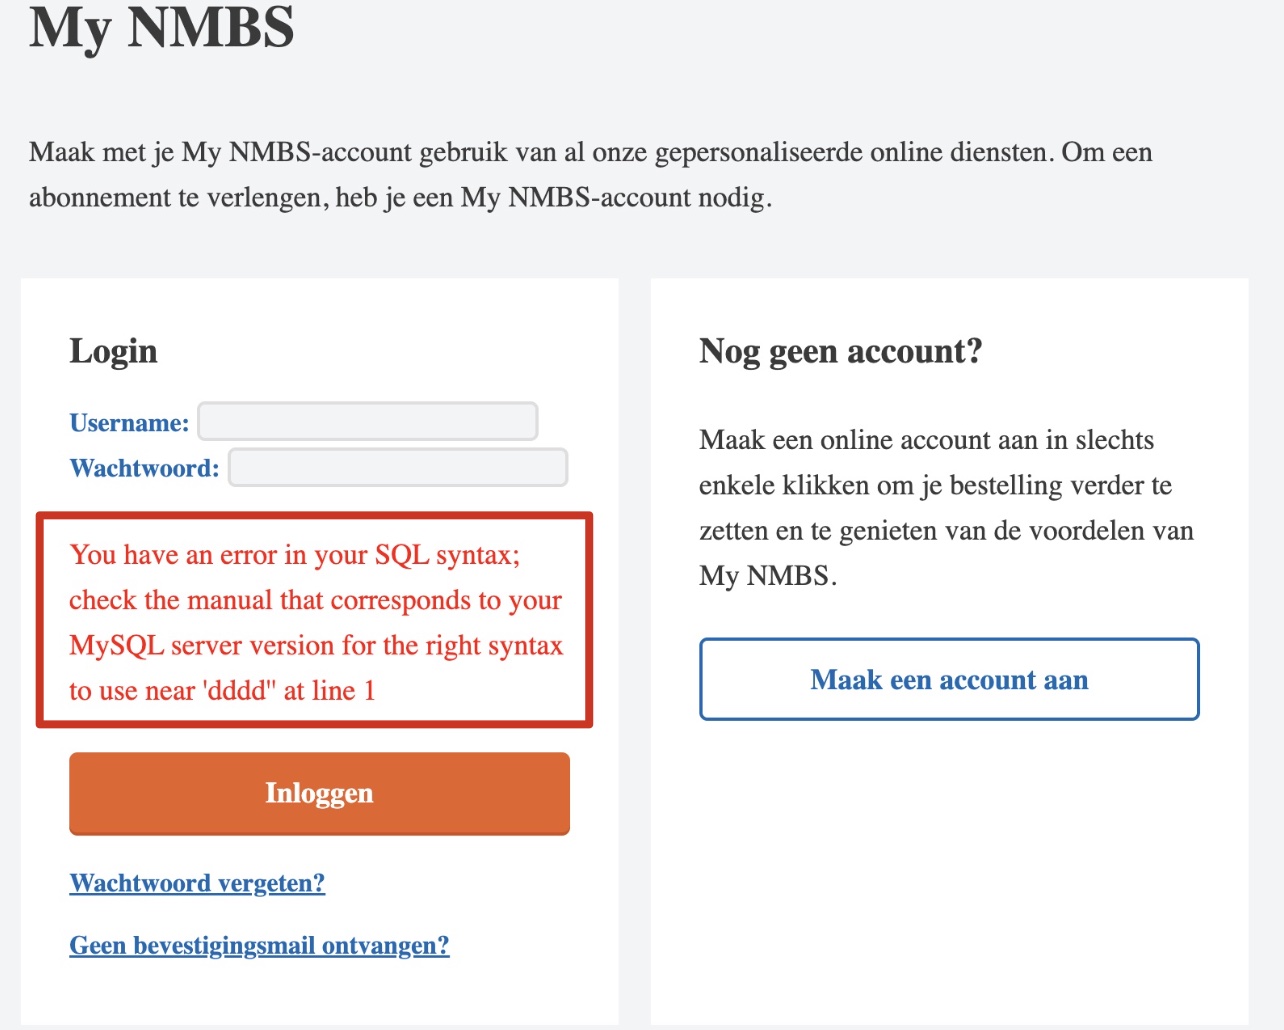 My NMBS
Maak met je My NMBS-account gebruik van al onze gepersonaliseerde online diensten. Om een
abonnement te verlengen, heb je een My NMBS-account nodig.
Login
Username:
Wachtwoord:
You have an error in your SQL syntax;
check the manual that corresponds to your
MySQL server version for the right syntax
to use near 'dddd'' at line 1
Inloggen
Wachtwoord vergeten?
Geen bevestigingsmail ontvangen?
Nog geen account?
Maak een online account aan in slechts
enkele klikken om je bestelling verder te
zetten en te genieten van de voordelen van
My NMBS.
Maak een account aan